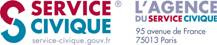 SERVICE
CIVIQUE
service-civique.gouv.fr
L'AGENCE
DU SERVICE CIVIQUE
95 avenue de France
75013 Paris